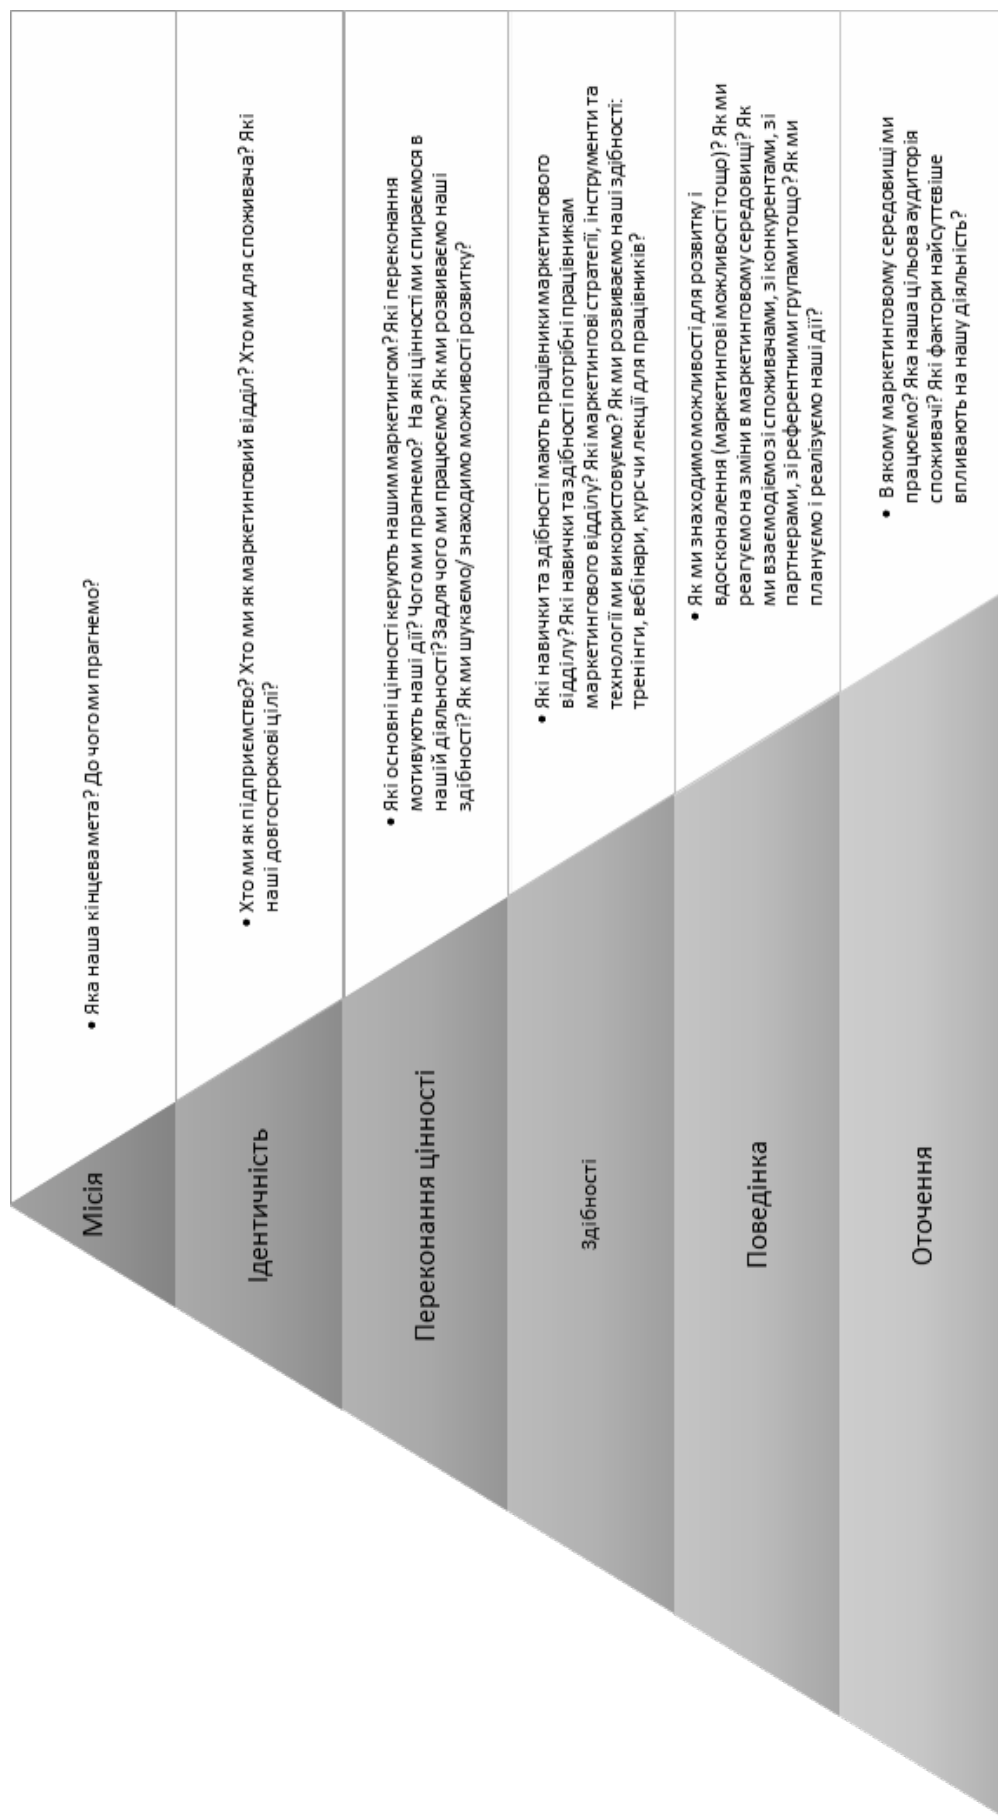 Місія
• Яка наша кінцева мета? До чого ми прагнемо?
Ідентичність
• Хто ми як підприємство? Хто ми як маркетинговий відділ? Хто ми для споживача? Які
наші довгострокові цілі?
Переконання цінності
• Які основні цінності керують нашим маркетингом? Які переконання
мотивують наші дії? Чого ми прагнемо? На які цінності ми спираємося в
нашій діяльності? Задля чого ми працюємо? Як ми розвиваємо наші
здібності? Як ми шукаємо/ знаходимо можливості розвитку?
Здібності
• Які навички та здібності мають працівники маркетингового
відділу? Які навички та здібності потрібні працівникам
маркетингового відділу? Які маркетингові стратегії, інструменти та
технології ми використовуємо? Як ми розвиваємо наші здібності:
тренінги, вебінари, курс чи лекції для працівників?
Поведінка
• Як ми знаходимо можливості для розвитку і
вдосконалення (маркетингові можливості тощо)? Як ми
реагуємо на зміни в маркетинговому середовищі? Як
ми взаємодіємо зі споживачами, зі конкурентами, зі
партнерами, зі референтними групами тощо? Як ми
плануємо і реалізуємо наші дії?
Оточення
• В якому маркетинговому середовищі ми
працюємо? Яка наша цільова аудиторія
споживачі? Які фактори найсуттєвіше
впливають на нашу діяльність?